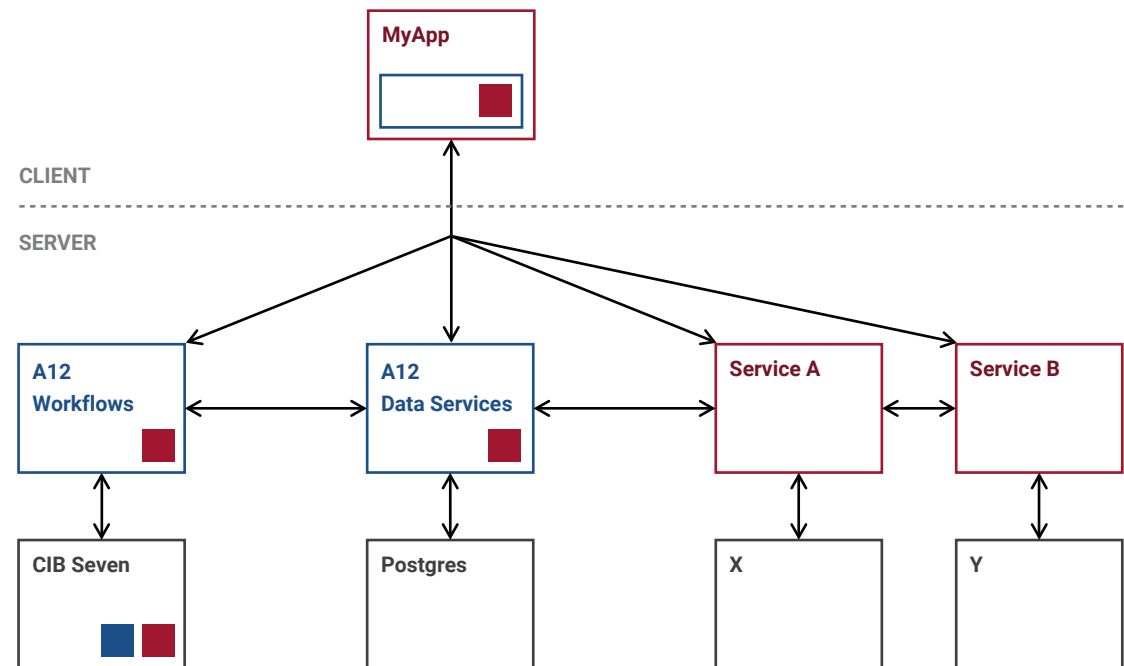 MyApp
CLIENT
SERVER
A12
Workflows
A12
Data Services
Service A
Service B
CIB Seven
Postgres
X
Y